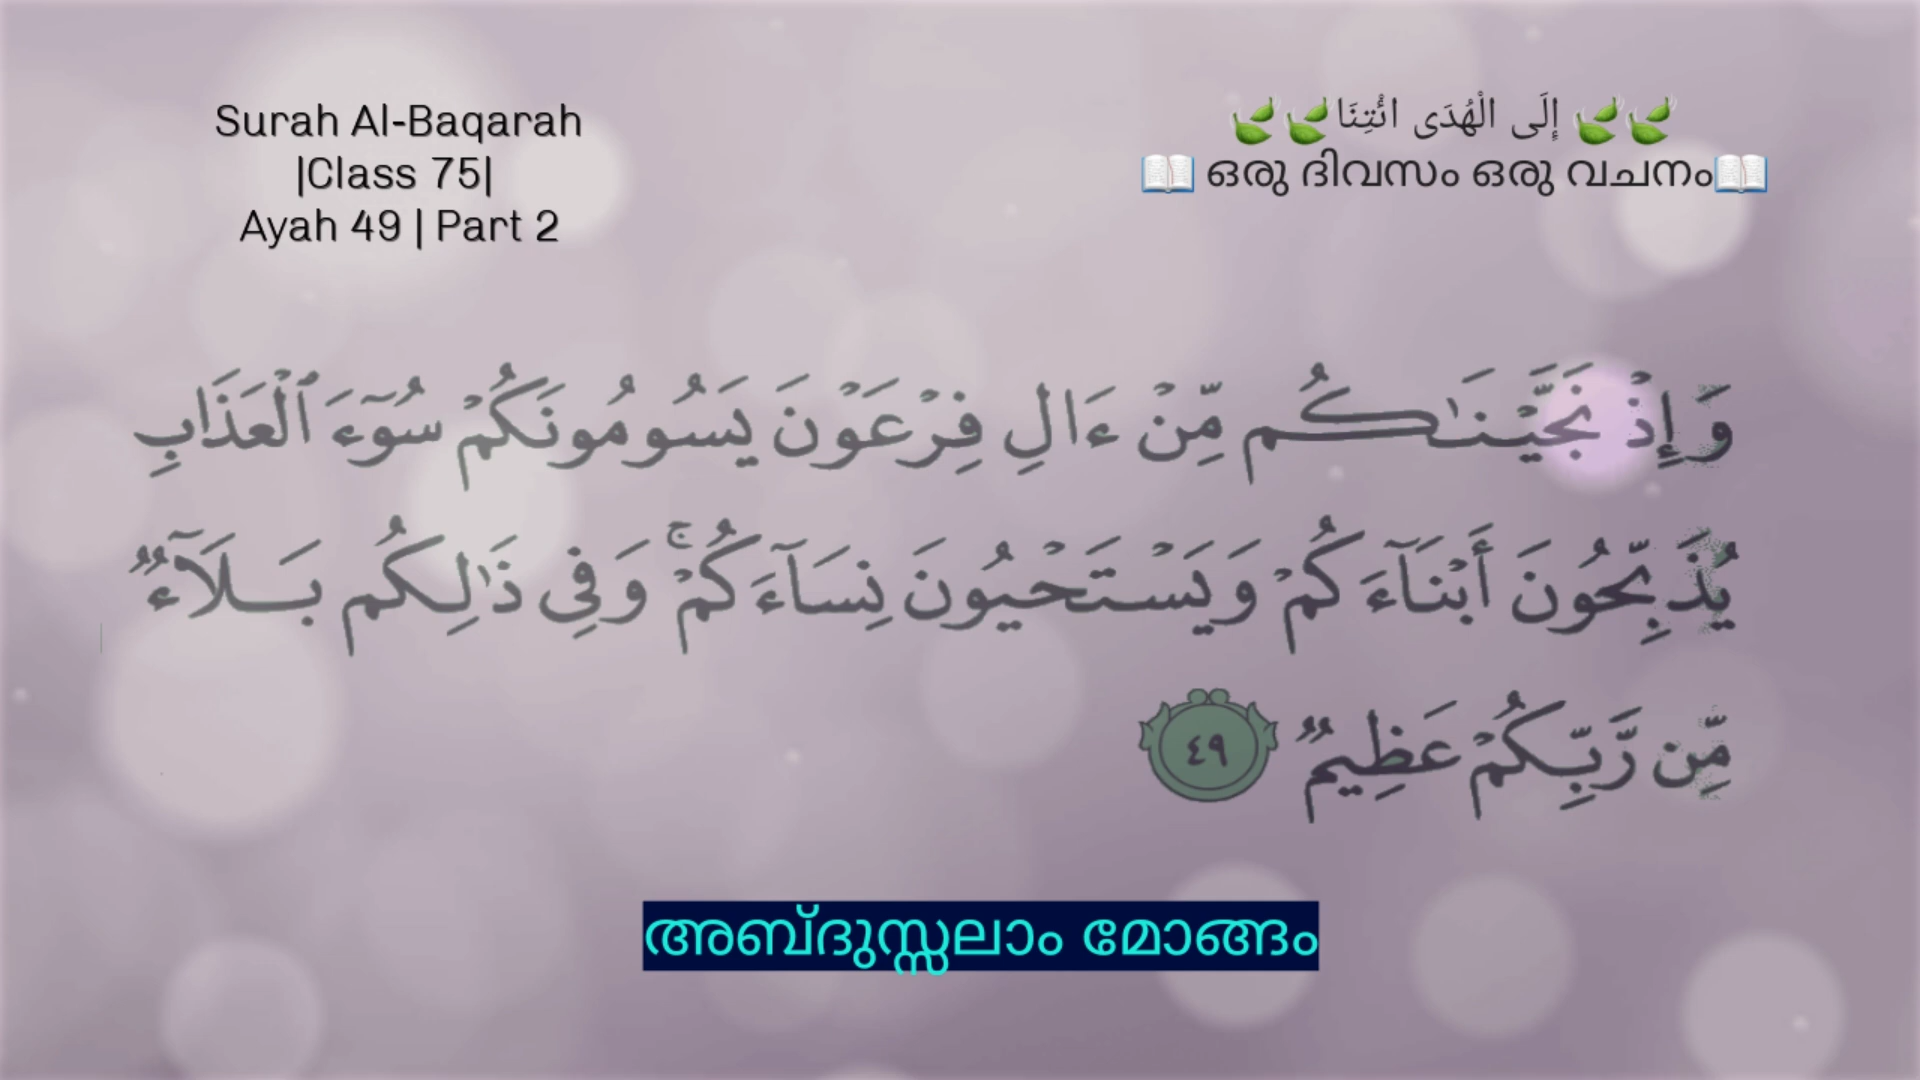 Surah Al-Baqarah
|Class 75|
Ayah 49 | Part 2
🍃🍃 إِلَى الْهُدَى ائْتِنَا🍃🍃
📖 ഒരു ദിവസം ഒരു വചനം📖
وَإِذْ نَجَّيْنَـٰكُم مِّنْ ءَالِ فِرْعَوْنَ يَسُومُونَكُمْ سُوٓءَ ٱلْعَذَابِ
يُذَبِّحُونَ أَبْنَآءَكُمْ وَيَسْتَحْيُونَ نِسَآءَكُمْ ۚ وَفِى ذَٰلِكُم بَلَآءٌ
مِّن رَّبِّكُمْ عَظِيمٌ ٤٩
അബ്ദുസ്സലാം മോങ്ങം